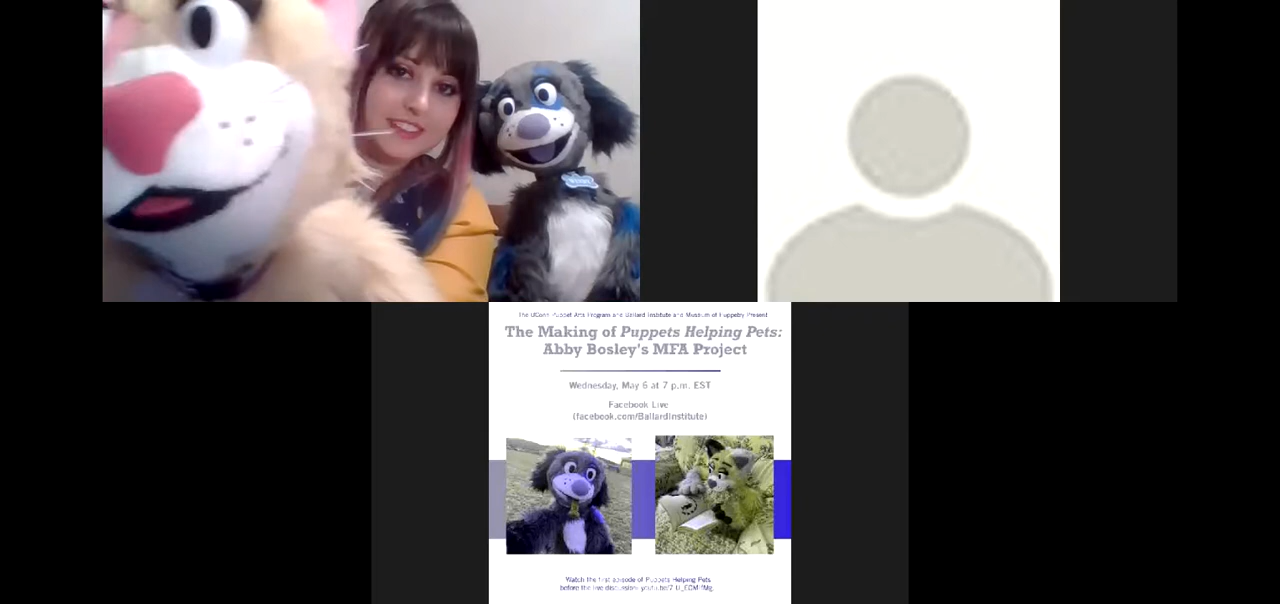 The UConn Puppet Arts Program and Ballard Institute and Museum of Puppetry Present
The Making of Puppets Helping Pets:
Abby Bosley's MFA Project
Wednesday, May 6 at 7 p.m. EST
Facebook Live
(facebook.com/BallardInstitute)
Watch the first episode of Puppets Helping Pets
before the live discussion: